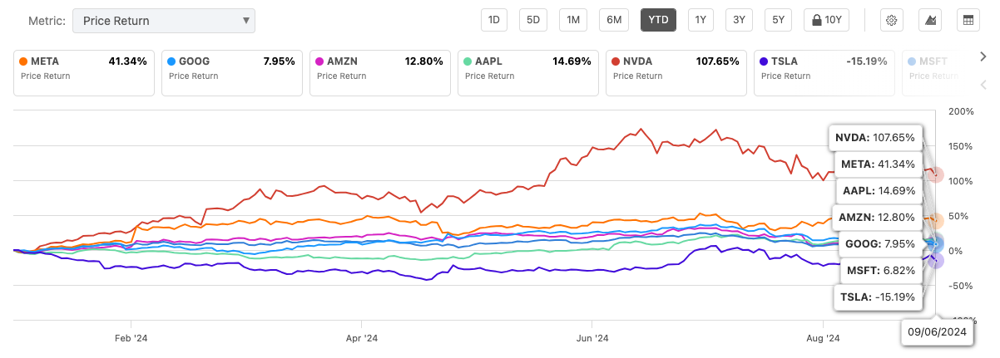 Metric: Price Return ▼
1D 5D 1M 6M YTD 1Y 3Y 5Y 10Y
META 41.34%
Price Return
GOOG 7.95%
Price Return
AMZN 12.80%
Price Return
AAPL 14.69%
Price Return
NVDA 107.65%
Price Return
TSLA -15.19%
Price Return
MSFT
Price Return
200%
150%
100%
50%
0%
-50%
-100%
NVDA: 107.65%
META: 41.34%
AAPL: 14.69%
AMZN: 12.80%
GOOG: 7.95%
MSFT: 6.82%
TSLA: -15.19%
Feb '24 Apr '24 Jun '24 Aug '24
09/06/2024